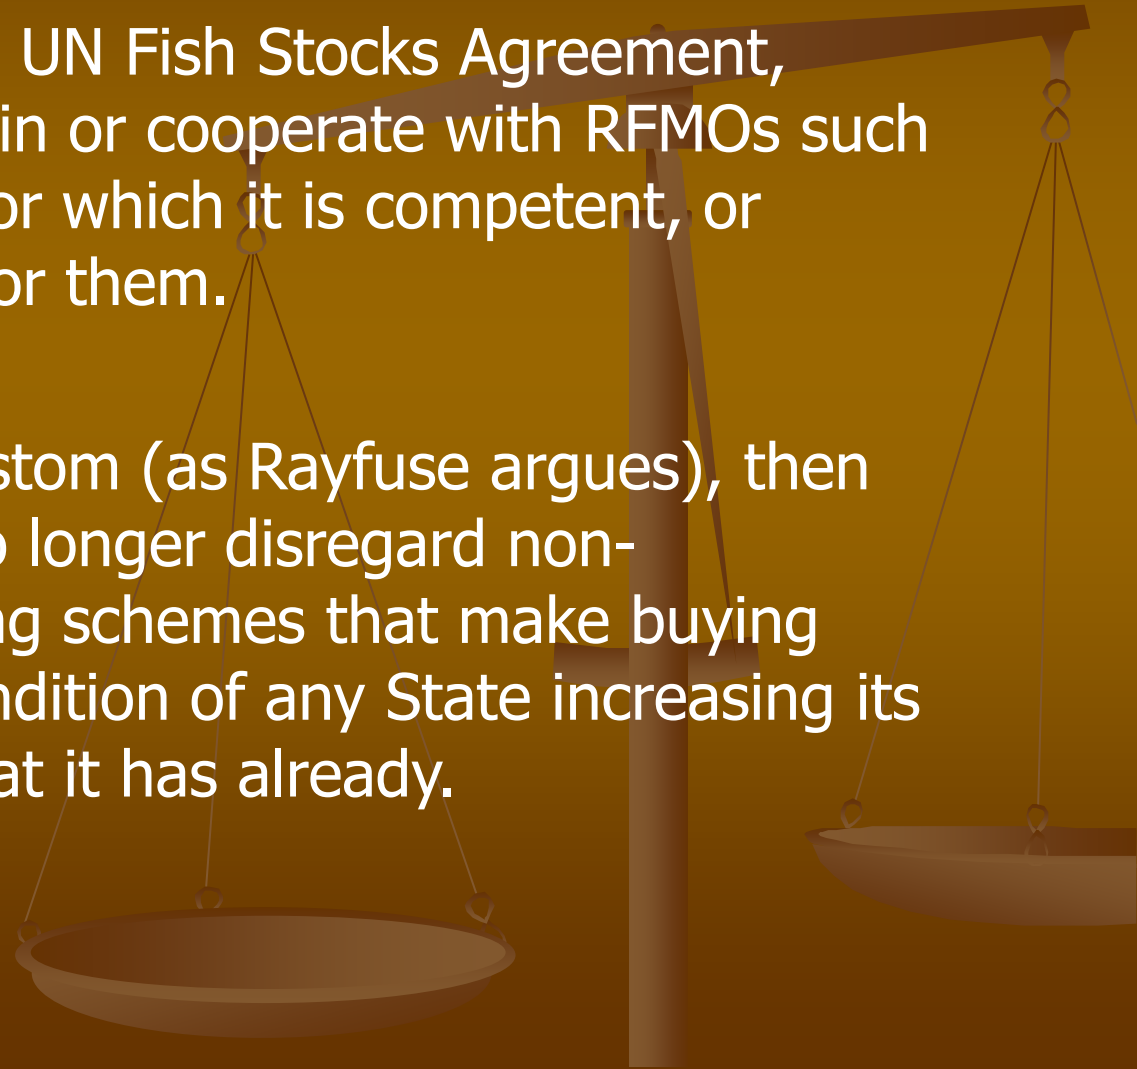 UN Fish Stocks Agreement,
in or cooperate with RFMOs such
or which it is competent, or
or them.
stom (as Rayfuse argues), then
longer disregard non-
ng schemes that make buying
ndition of any State increasing its
at it has already.